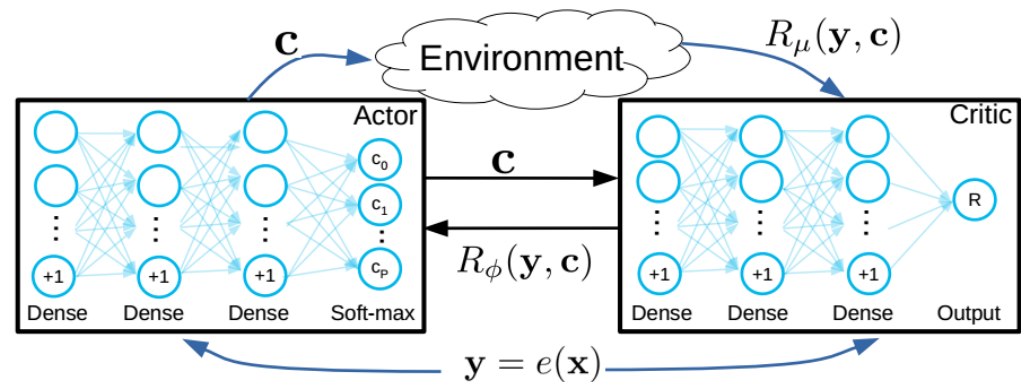 c
Environment
R_μ(y, c)
Actor
Critic
c₀
c₁
c_P
+1
+1
+1
Dense
Dense
Dense
Soft-max
c
R_ϕ(y, c)
R
+1
+1
+1
Dense
Dense
Dense
Output
y = e(x)